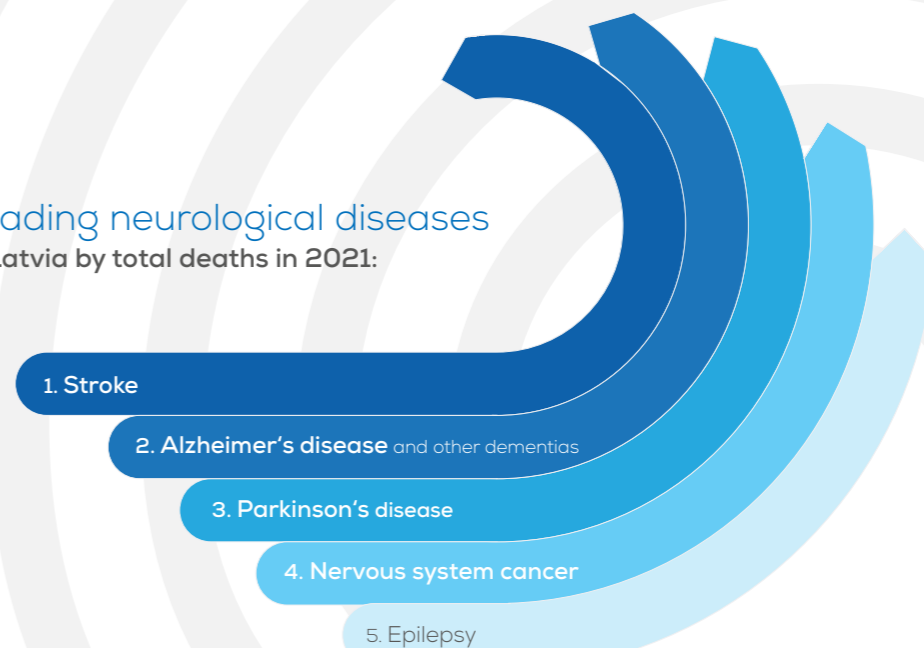 ading neurological diseases
atvia by total deaths in 2021:
1. Stroke
2. Alzheimer's disease and other dementias
3. Parkinson's disease
4. Nervous system cancer
5. Epilepsy